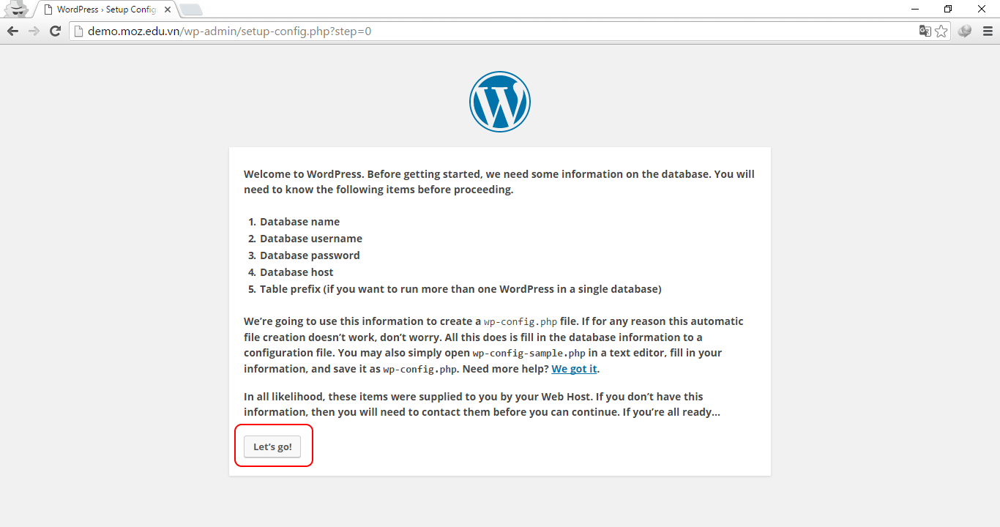 WordPress › Setup Config
demo.moz.edu.vn/wp-admin/setup-config.php?step=0
Welcome to WordPress. Before getting started, we need some information on the database. You will
need to know the following items before proceeding.
1. Database name
2. Database username
3. Database password
4. Database host
5. Table prefix (if you want to run more than one WordPress in a single database)
We’re going to use this information to create a wp-config.php file. If for any reason this automatic
file creation doesn’t work, don’t worry. All this does is fill in the database information to a
configuration file. You may also simply open wp-config-sample.php in a text editor, fill in your
information, and save it as wp-config.php. Need more help? We got it.
In all likelihood, these items were supplied to you by your Web Host. If you don’t have this
information, then you will need to contact them before you can continue. If you’re all ready…
Let’s go!